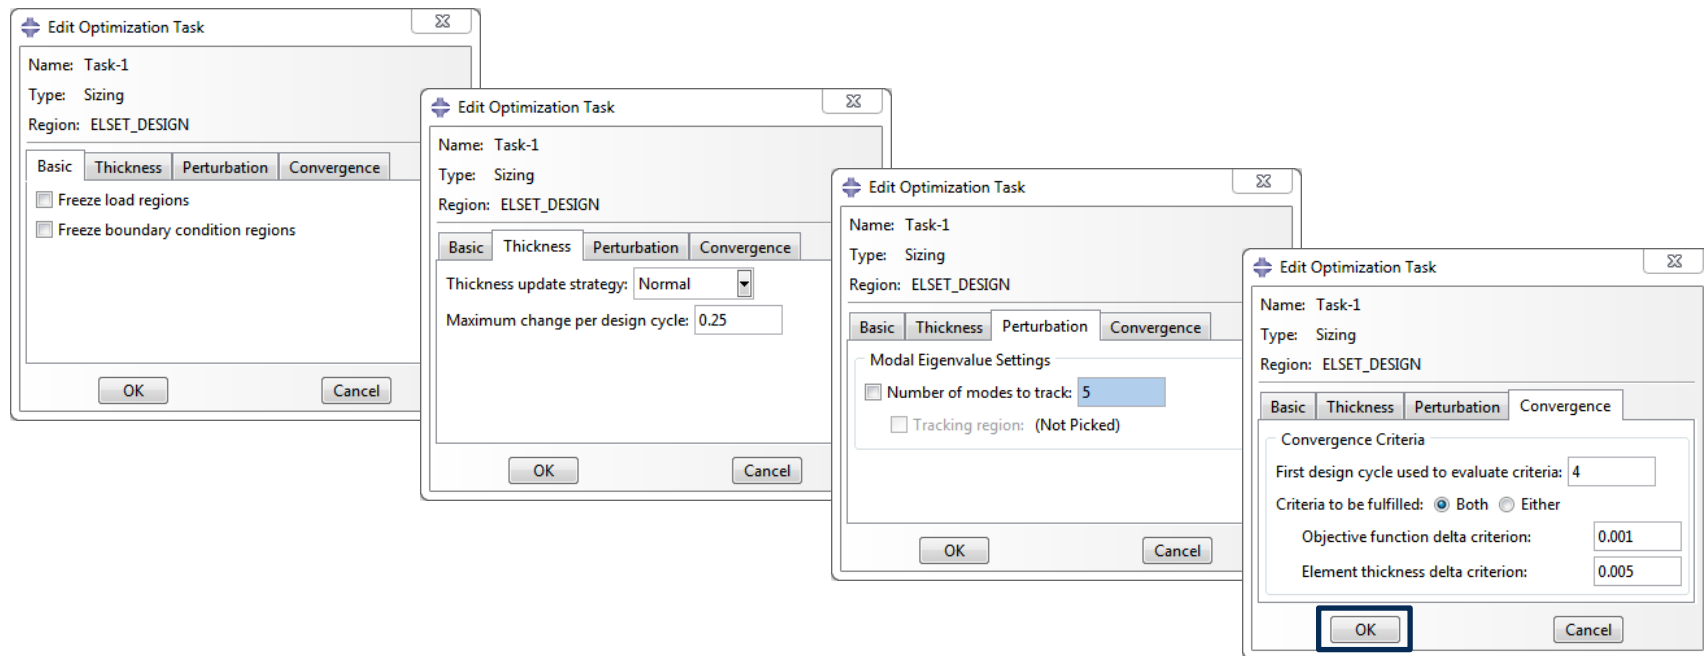 Edit Optimization Task
Name: Task-1
Type: Sizing
Region: ELSET_DESIGN
Basic Thickness Perturbation Convergence
Freeze load regions
Freeze boundary condition regions
OK Cancel
Edit Optimization Task
Name: Task-1
Type: Sizing
Region: ELSET_DESIGN
Basic Thickness Perturbation Convergence
Thickness update strategy: Normal
Maximum change per design cycle: 0.25
OK Cancel
Edit Optimization Task
Name: Task-1
Type: Sizing
Region: ELSET_DESIGN
Basic Thickness Perturbation Convergence
Modal Eigenvalue Settings
Number of modes to track: 5
Tracking region: (Not Picked)
OK Cancel
Edit Optimization Task
Name: Task-1
Type: Sizing
Region: ELSET_DESIGN
Basic Thickness Perturbation Convergence
Convergence Criteria
First design cycle used to evaluate criteria: 4
Criteria to be fulfilled: Both Either
Objective function delta criterion: 0.001
Element thickness delta criterion: 0.005
OK Cancel